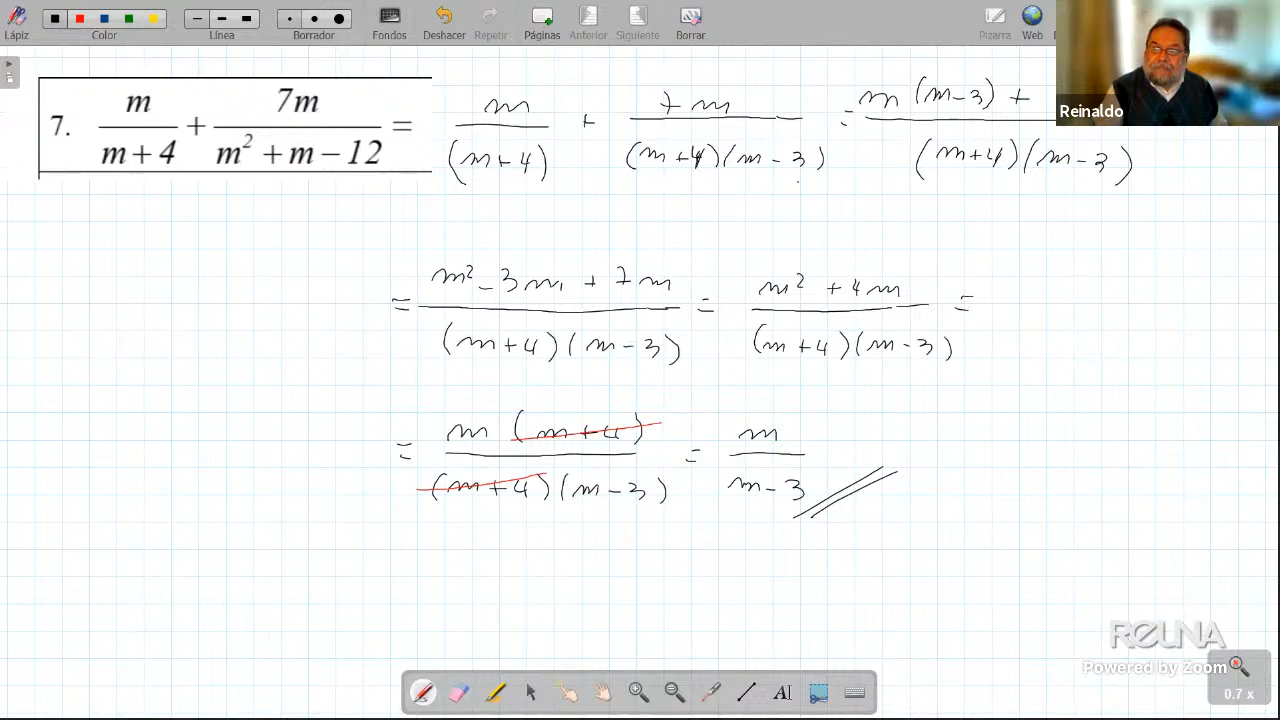 Lápiz Color Línea Borrador Fondos Deshacer Repetir Páginas Anterior Siguiente Borrar Pizarra Web
Reinaldo
7. m/(m+4) + 7m/(m²+m−12) =
m/(m+4) + 7m/((m+4)(m−3)) = m(m−3)+/((m+4)(m−3))
= (m²−3m+7m)/((m+4)(m−3)) = (m²+4m)/((m+4)(m−3)) =
= m(m+4)/((m+4)(m−3)) = m/(m−3)
REUNA
Powered by Zoom
AI
0.7 x